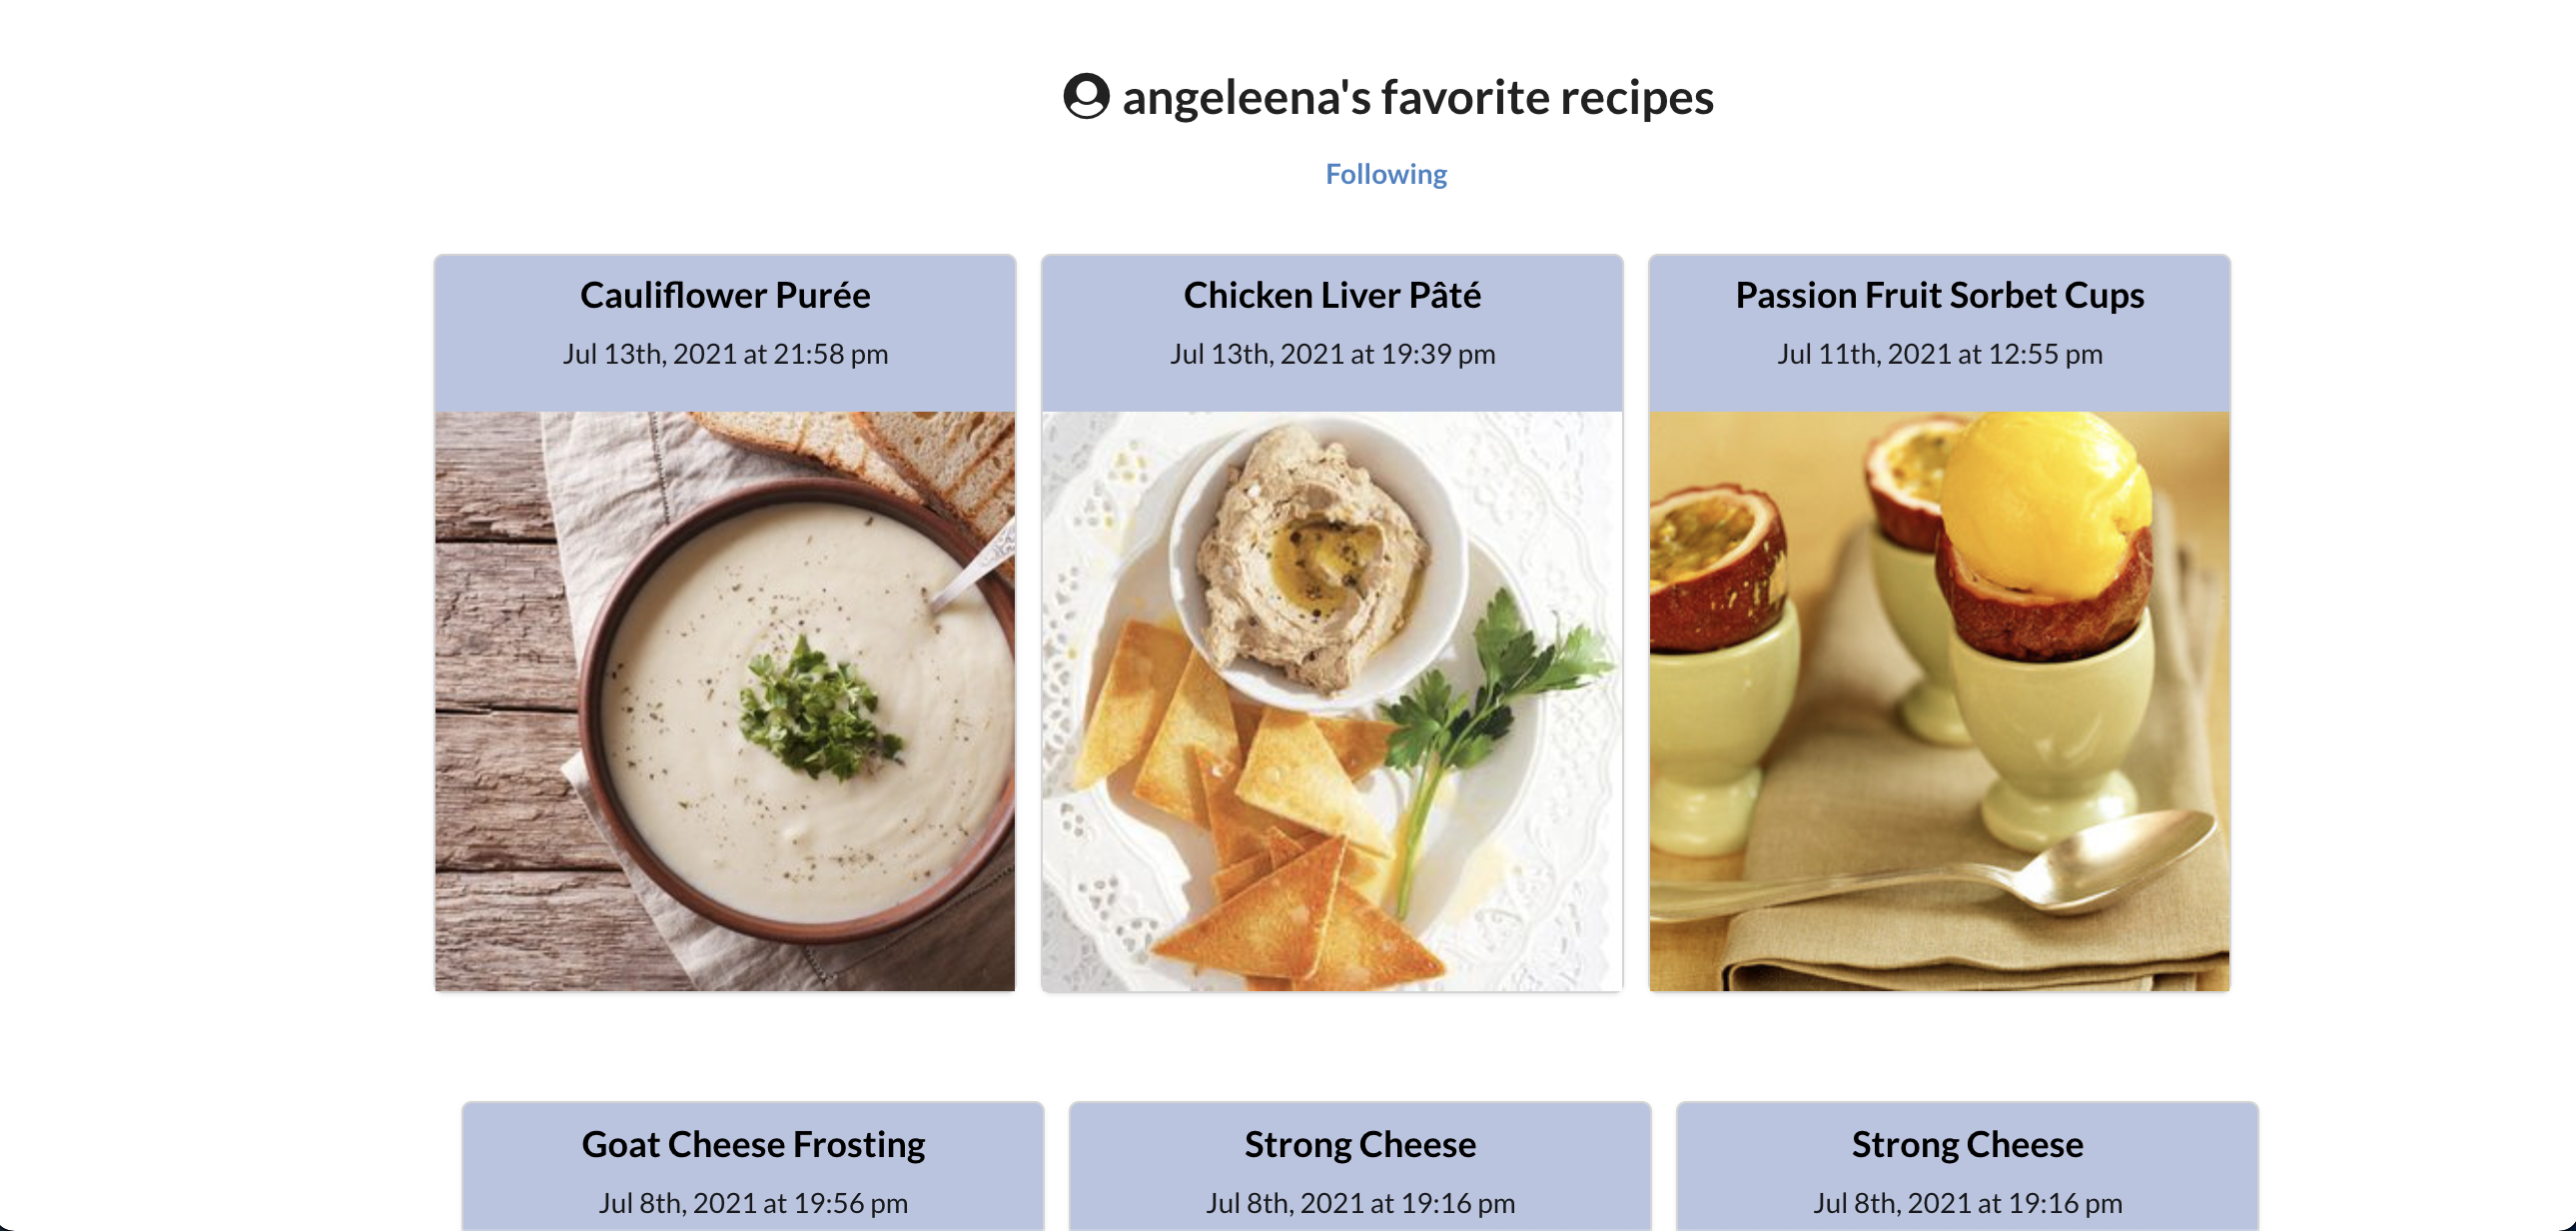 angeleena's favorite recipes
Following
Cauliflower Purée
Jul 13th, 2021 at 21:58 pm
Chicken Liver Pâté
Jul 13th, 2021 at 19:39 pm
Passion Fruit Sorbet Cups
Jul 11th, 2021 at 12:55 pm
Goat Cheese Frosting
Jul 8th, 2021 at 19:56 pm
Strong Cheese
Jul 8th, 2021 at 19:16 pm
Strong Cheese
Jul 8th, 2021 at 19:16 pm